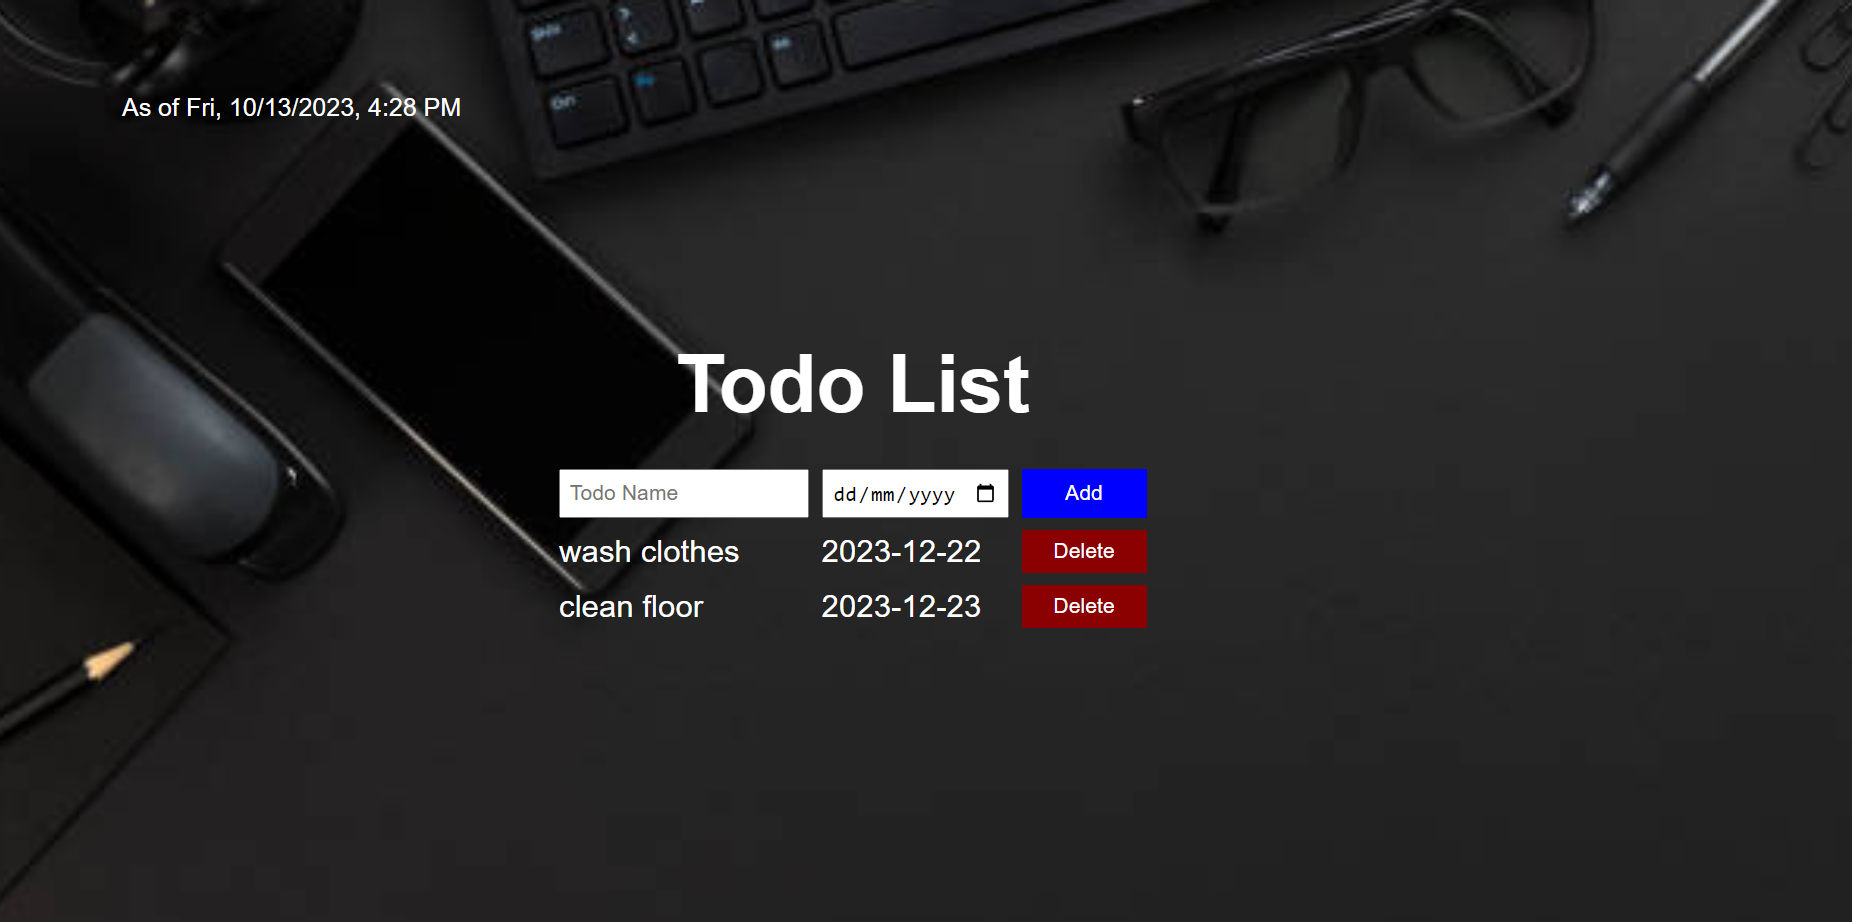 As of Fri, 10/13/2023, 4:28 PM
Todo List
Todo Name dd/mm/yyyy Add
wash clothes 2023-12-22 Delete
clean floor 2023-12-23 Delete